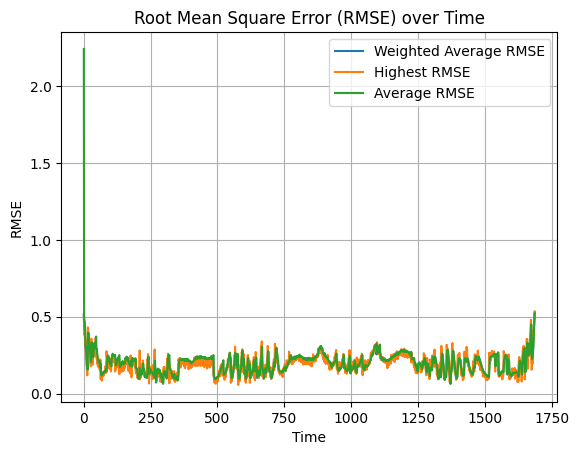 Root Mean Square Error (RMSE) over Time
Weighted Average RMSE
Highest RMSE
Average RMSE
RMSE
2.0
1.5
1.0
0.5
0.0
0
250
500
750
1000
1250
1500
1750
Time